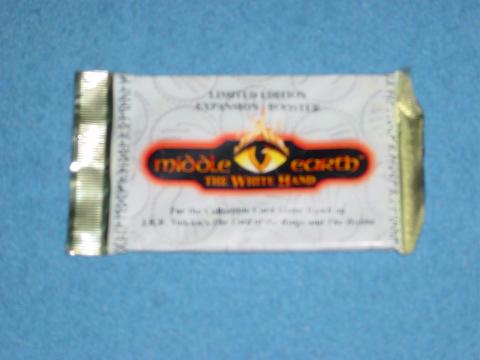 LIMITED EDITION
EXPANSION BOOSTER
middle earth™
THE WHITE HAND
For the Collectible Card Game based on
J.R.R. Tolkien's The Lord of the Rings and The Hobbit